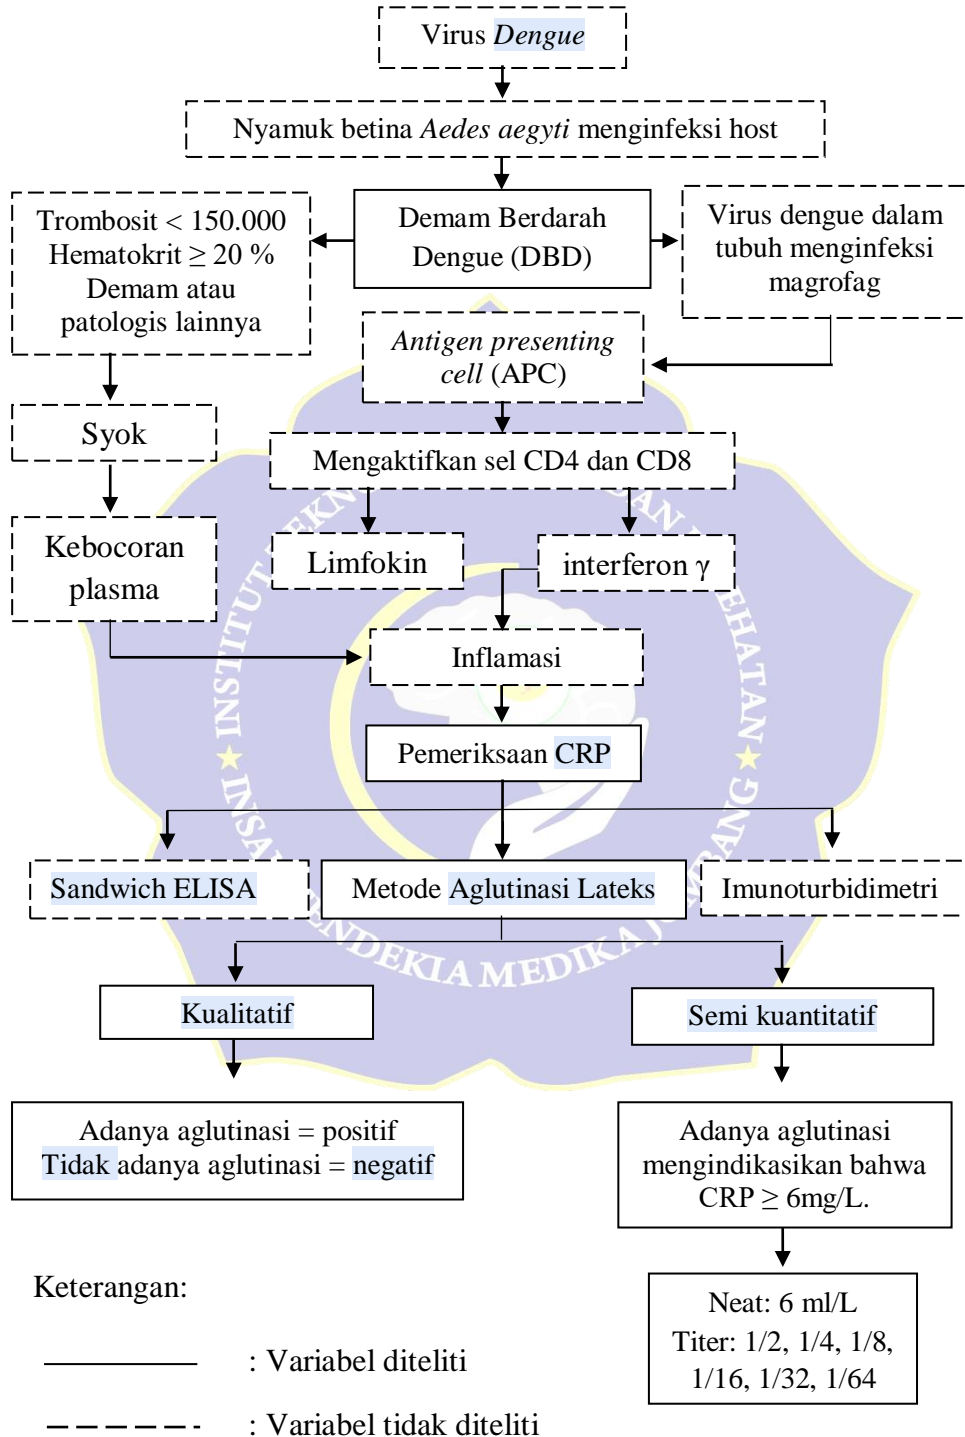 Virus Dengue
Nyamuk betina Aedes aegyti menginfeksi host
Trombosit < 150.000
Hematokrit ≥ 20 %
Demam atau
patologis lainnya
Demam Berdarah
Dengue (DBD)
Virus dengue dalam
tubuh menginfeksi
magrofag
Antigen presenting
cell (APC)
Syok
Mengaktifkan sel CD4 dan CD8
Kebocoran
plasma
Limfokin
interferon γ
Inflamasi
Pemeriksaan CRP
Sandwich ELISA
Metode Aglutinasi Lateks
Imunoturbidimetri
Kualitatif
Semi kuantitatif
Adanya aglutinasi = positif
Tidak adanya aglutinasi = negatif
Adanya aglutinasi
mengindikasikan bahwa
CRP ≥ 6mg/L.
Neat: 6 ml/L
Titer: 1/2, 1/4, 1/8,
1/16, 1/32, 1/64
Keterangan:
: Variabel diteliti
: Variabel tidak diteliti
INSTITUT
DAN
MEDIKA